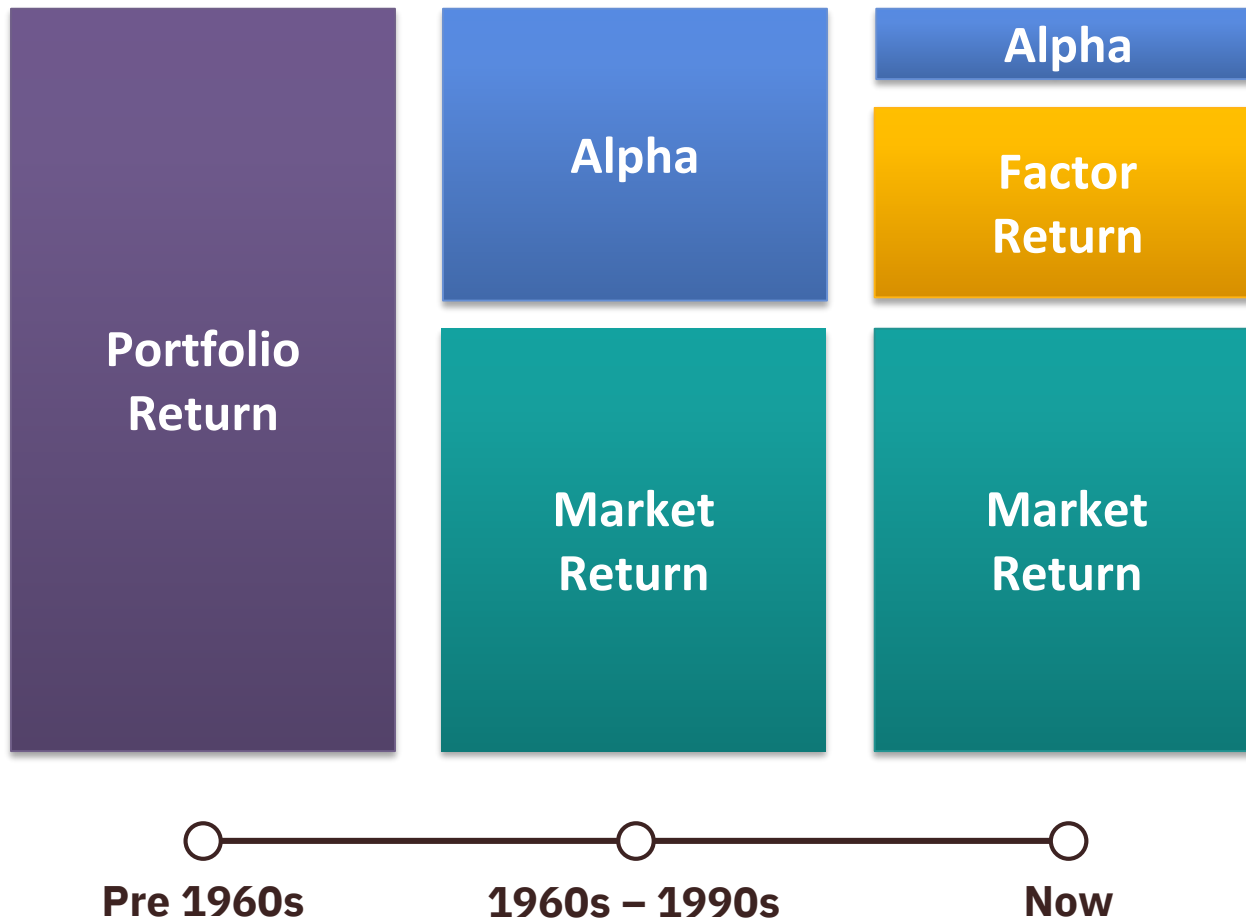 Portfolio
Return
Alpha
Market
Return
Alpha
Factor
Return
Market
Return
Pre 1960s
1960s – 1990s
Now